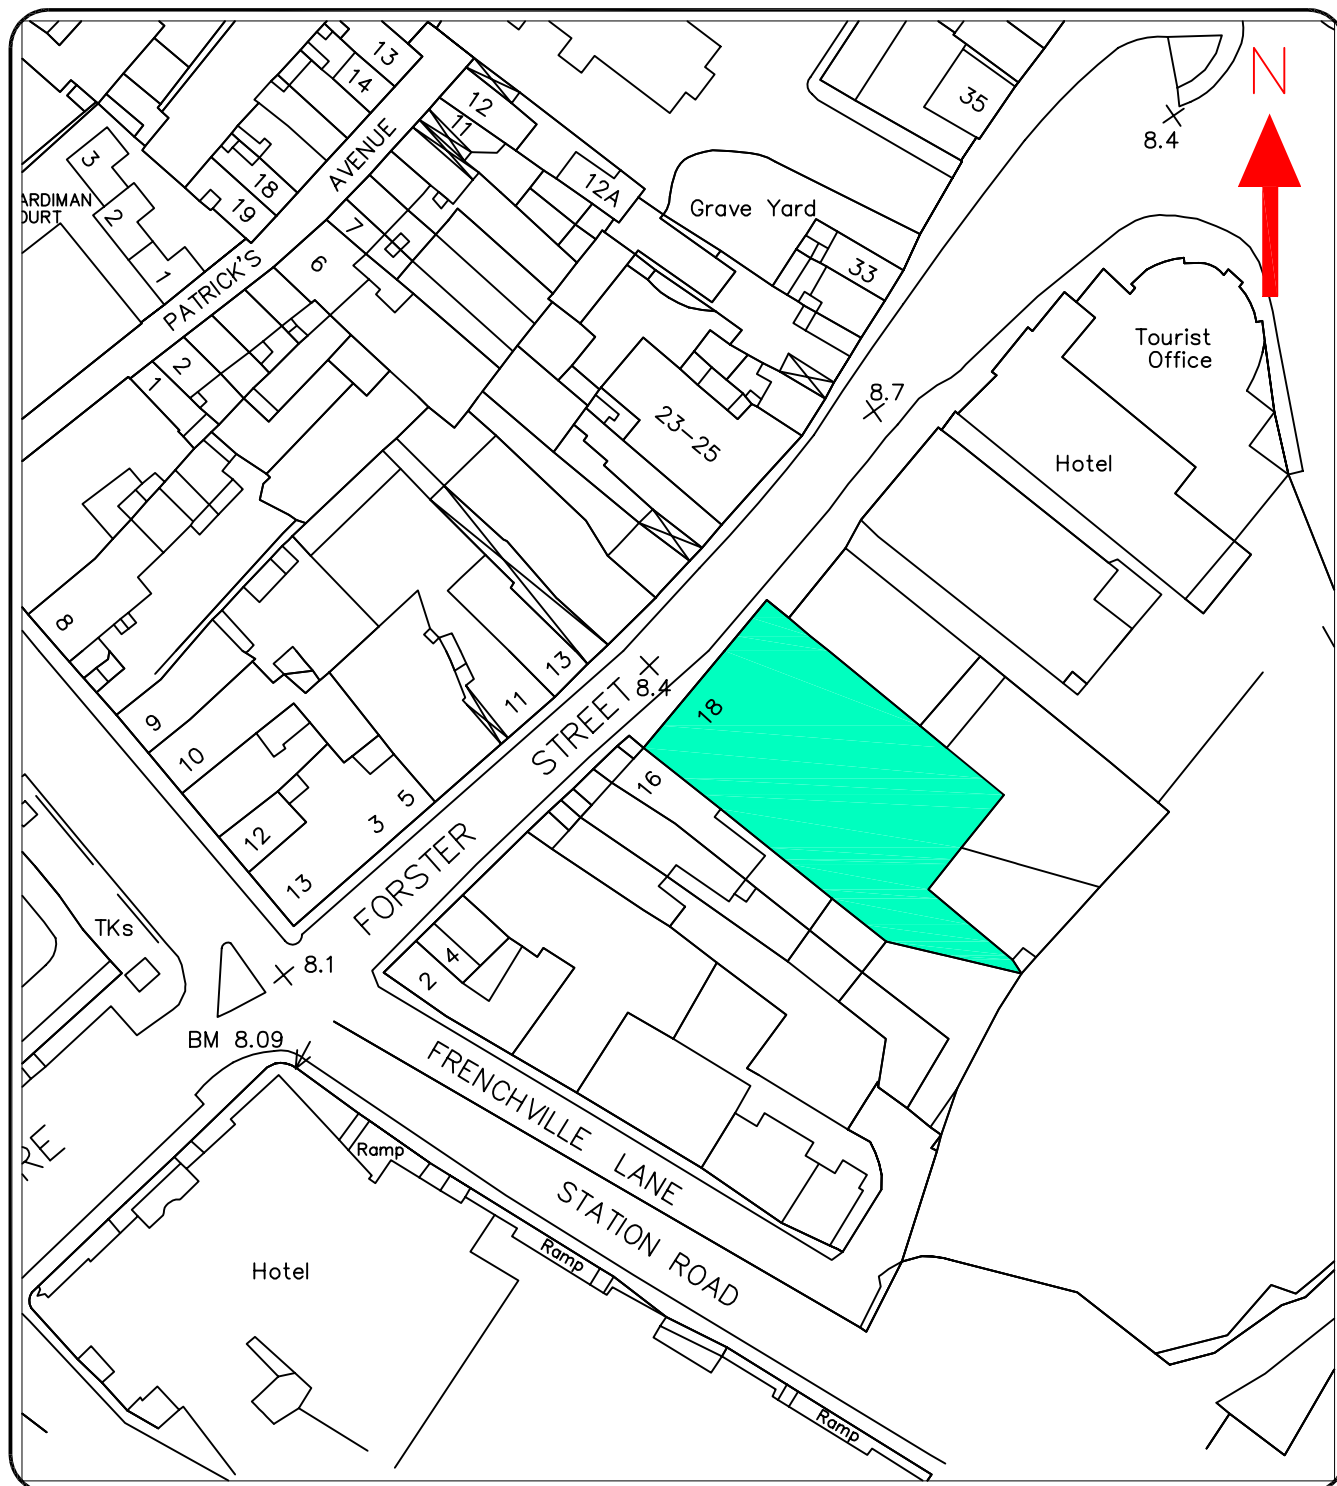 N
13
14
12
11
35
8.4
3
18
12A
AVENUE
ARDIMAN
OURT
19
2
Grave Yard
7
33
6
1
PATRICK'S
Tourist
Office
2
1
8.7
23-25
Hotel
8
13
8.4
18
11
9
STREET
10
16
5
3
12
13
FORSTER
TKs
4
8.1
2
BM 8.09
FRENCHVILLE LANE
RE
Ramp
STATION ROAD
Ramp
Hotel
Ramp